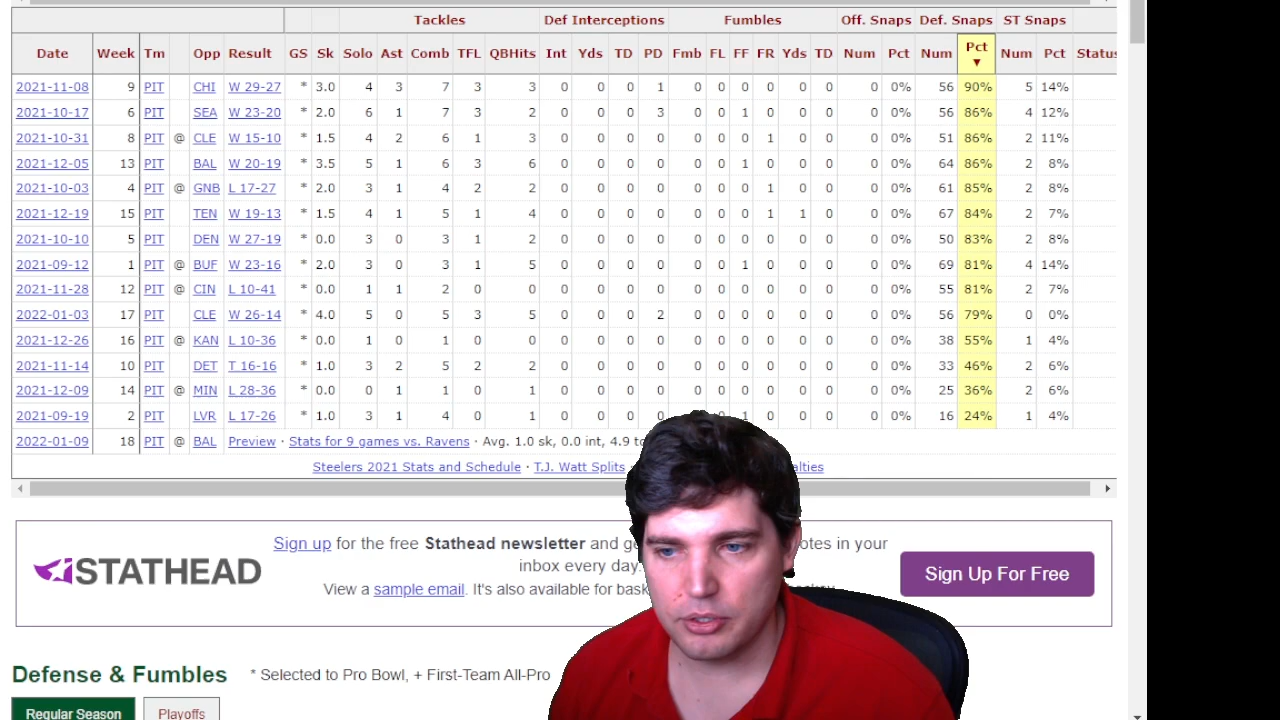 Tackles Def Interceptions Fumbles Off. Snaps Def. Snaps ST Snaps
Date Week Tm Opp Result GS Sk Solo Ast Comb TFL QBHits Int Yds TD PD Fmb FL FF FR Yds TD Num Pct Num Pct ▼ Num Pct Status
2021-11-08 9 PIT CHI W 29-27 * 3.0 4 3 7 3 3 0 0 0 1 0 0 0 0 0 0 0 0% 56 90% 5 14%
2021-10-17 6 PIT SEA W 23-20 * 2.0 6 1 7 3 2 0 0 0 3 0 0 1 0 0 0 0 0% 56 86% 4 12%
2021-10-31 8 PIT @ CLE W 15-10 * 1.5 4 2 6 1 3 0 0 0 0 0 0 0 1 0 0 0 0% 51 86% 2 11%
2021-12-05 13 PIT BAL W 20-19 * 3.5 5 1 6 3 6 0 0 0 0 0 0 1 0 0 0 0 0% 64 86% 2 8%
2021-10-03 4 PIT @ GNB L 17-27 * 2.0 3 1 4 2 2 0 0 0 0 0 0 0 1 0 0 0 0% 61 85% 2 8%
2021-12-19 15 PIT TEN W 19-13 * 1.5 4 1 5 1 4 0 0 0 0 0 0 0 1 1 0 0 0% 67 84% 2 7%
2021-10-10 5 PIT DEN W 27-19 * 0.0 3 0 3 1 2 0 0 0 0 0 0 0 0 0 0 0 0% 50 83% 2 8%
2021-09-12 1 PIT @ BUF W 23-16 * 2.0 3 0 3 1 5 0 0 0 0 0 0 1 0 0 0 0 0% 69 81% 4 14%
2021-11-28 12 PIT @ CIN L 10-41 * 0.0 1 1 2 0 0 0 0 0 0 0 0 0 0 0 0 0 0% 55 81% 2 7%
2022-01-03 17 PIT CLE W 26-14 * 4.0 5 0 5 3 5 0 0 0 2 0 0 0 0 0 0 0 0% 56 79% 0 0%
2021-12-26 16 PIT @ KAN L 10-36 * 0.0 1 0 1 0 0 0 0 0 0 0 0 0 0 0 0 0 0% 38 55% 1 4%
2021-11-14 10 PIT DET T 16-16 * 1.0 3 2 5 2 2 0 0 0 0 0 0 0 0 0 0 0 0% 33 46% 2 6%
2021-12-09 14 PIT @ MIN L 28-36 * 0.0 0 1 1 0 1 0 0 0 0 0 0 0 0 0 0 0 0% 25 36% 2 6%
2021-09-19 2 PIT LVR L 17-26 * 1.0 3 1 4 0 1 0 0 0 0 0 1 0 0 0 0 0% 16 24% 1 4%
2022-01-09 18 PIT @ BAL Preview · Stats for 9 games vs. Ravens · Avg. 1.0 sk, 0.0 int, 4.9
Steelers 2021 Stats and Schedule · T.J. Watt Splits
Sign up for the free Stathead newsletter and in your
STATHEAD inbox every day. Sign Up For Free
View a sample email. It's also available for
Defense & Fumbles * Selected to Pro Bowl, + First-Team All-Pro
Regular Season Playoffs